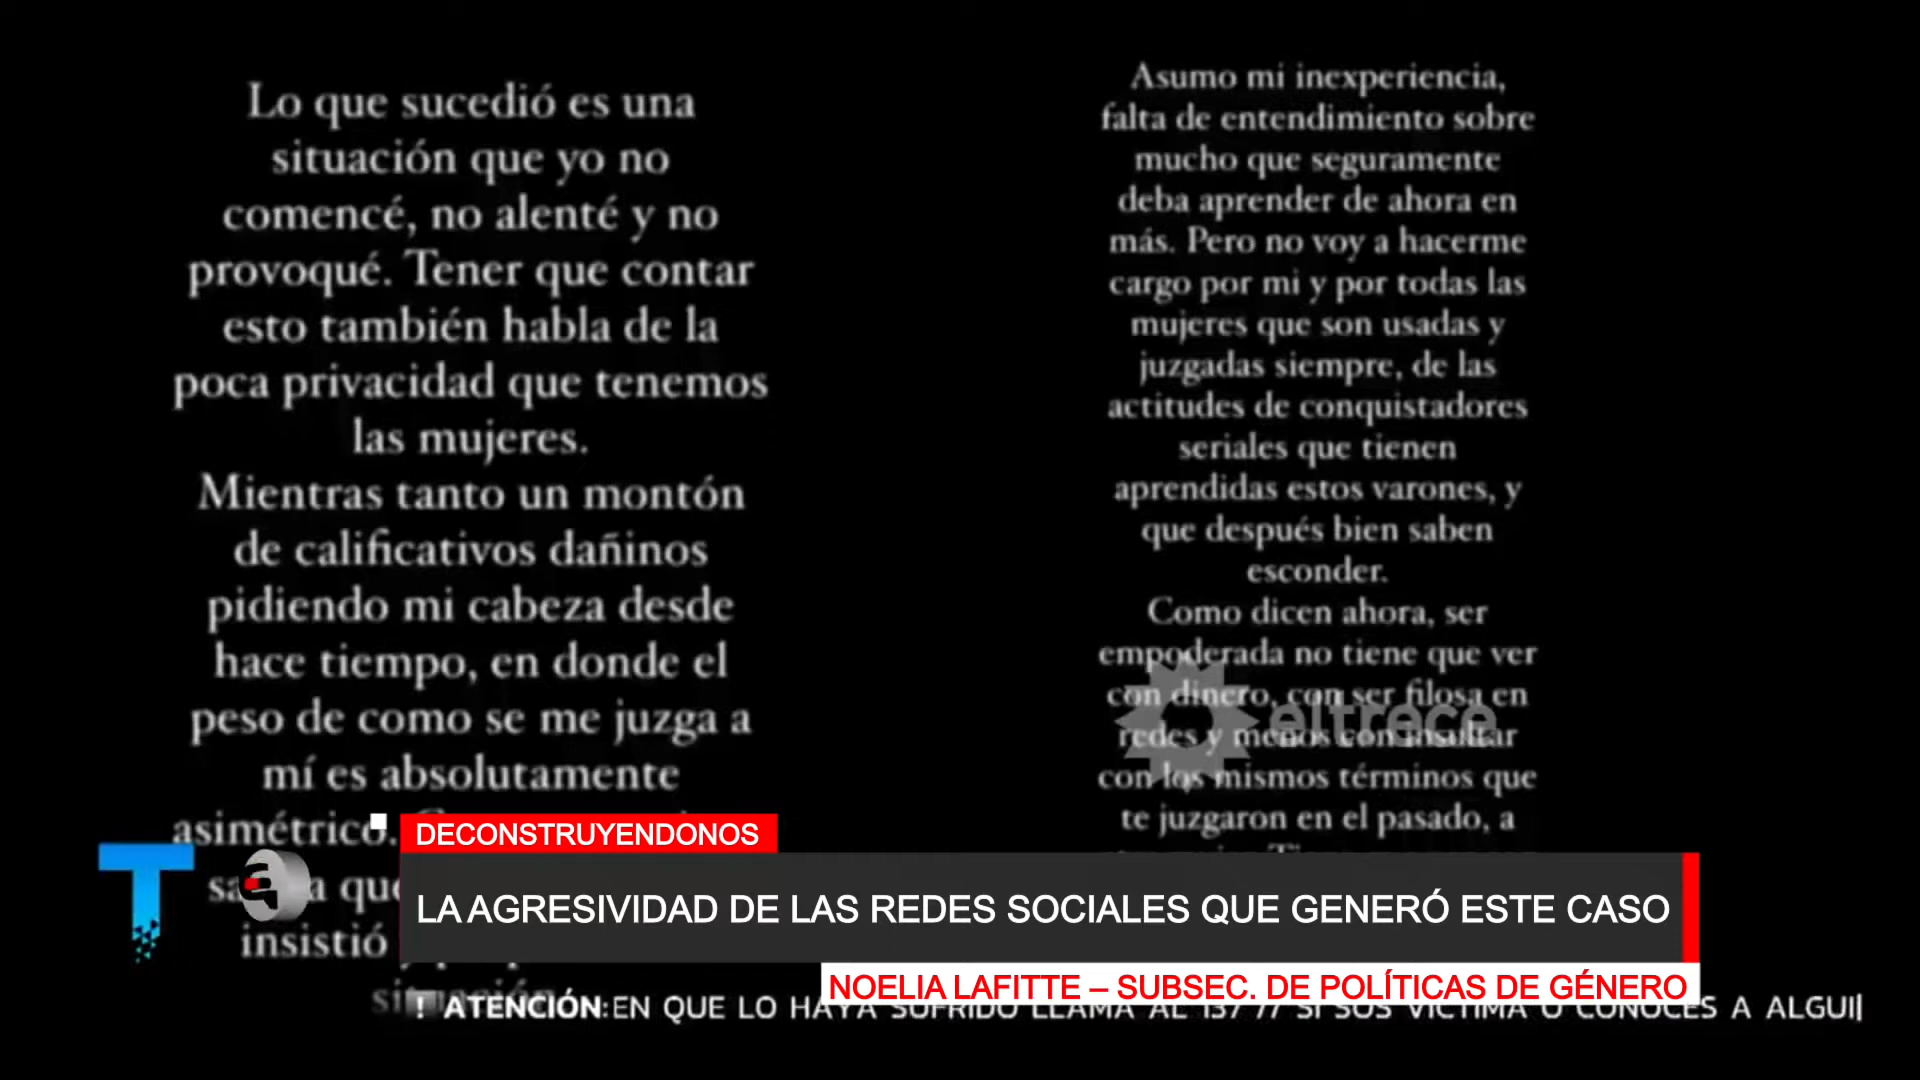 Lo que sucedió es una
situación que yo no
comencé, no alenté y no
provoqué. Tener que contar
esto también habla de la
poca privacidad que tenemos
las mujeres.
Mientras tanto un montón
de calificativos dañinos
pidiendo mi cabeza desde
hace tiempo, en donde el
peso de como se me juzga a
mí es absolutamente
asimétrico.
que
insistió
Asumo mi inexperiencia,
falta de entendimiento sobre
mucho que seguramente
deba aprender de ahora en
más. Pero no voy a hacerme
cargo por mi y por todas las
mujeres que son usadas y
juzgadas siempre, de las
actitudes de conquistadores
seriales que tienen
aprendidas estos varones, y
que después bien saben
esconder.
Como dicen ahora, ser
empoderada no tiene que ver
con dinero, con ser filosa en
redes y menos con insultar
con los mismos términos que
te juzgaron en el pasado, a
eltrece
T
DECONSTRUYENDONOS
LA AGRESIVIDAD DE LAS REDES SOCIALES QUE GENERÓ ESTE CASO
NOELIA LAFITTE – SUBSEC. DE POLÍTICAS DE GÉNERO
! ATENCIÓN: EN QUE LO HAYA SUFRIDO LLAMA AL 137 // SI SOS VICTIMA O CONOCES A ALGUI